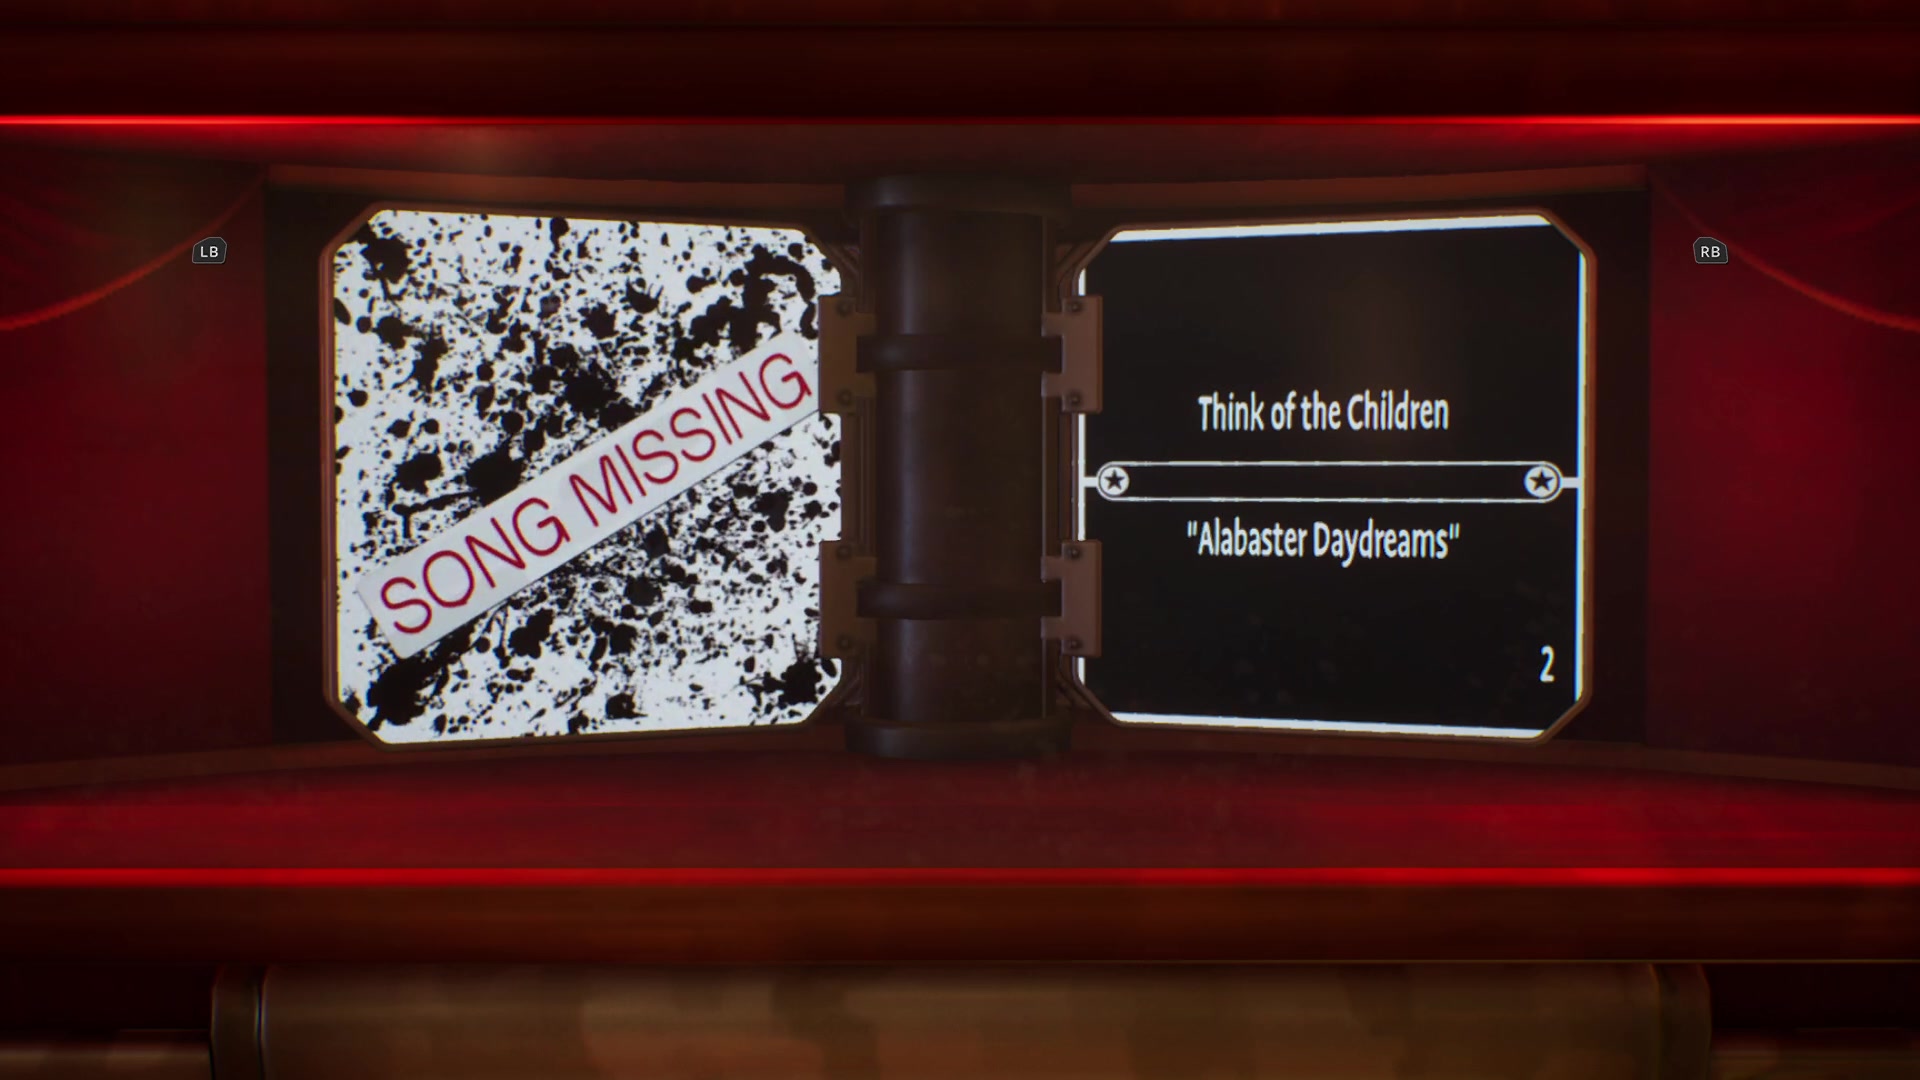 LB
RB
SONG MISSING
Think of the Children
"Alabaster Daydreams"
2